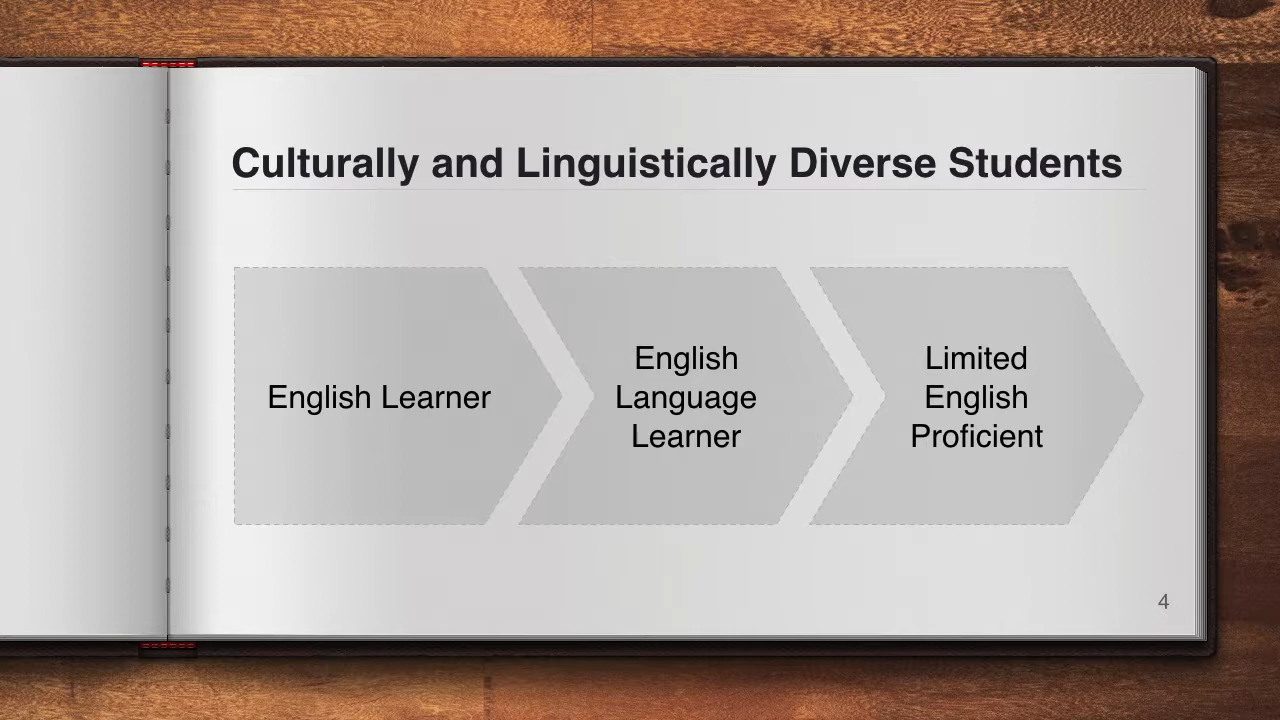 Culturally and Linguistically Diverse Students
English Learner
English
Language
Learner
Limited
English
Proficient
4